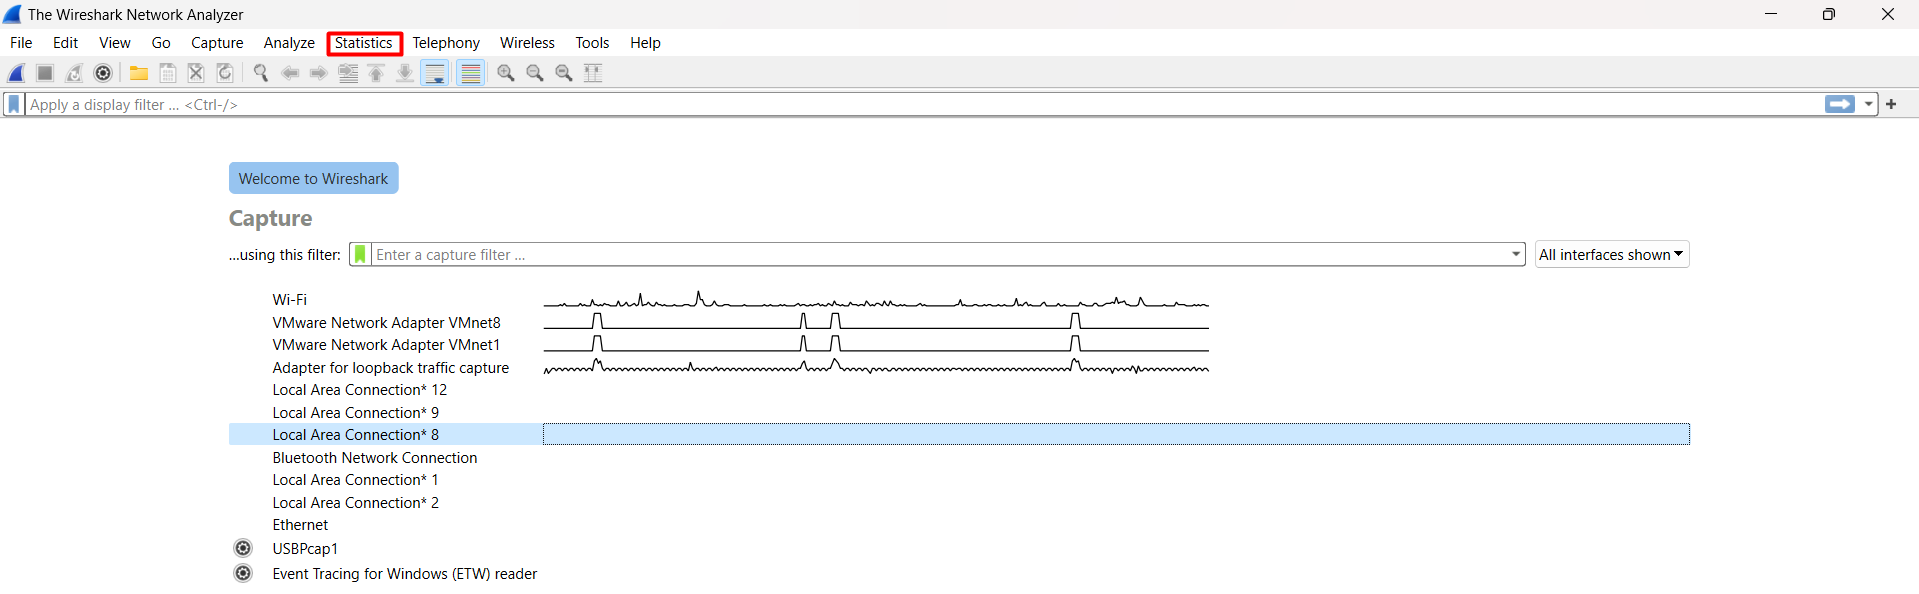 The Wireshark Network Analyzer
File Edit View Go Capture Analyze Statistics Telephony Wireless Tools Help
Apply a display filter ... <Ctrl-/>
Welcome to Wireshark
Capture
...using this filter: Enter a capture filter ... All interfaces shown
Wi-Fi
VMware Network Adapter VMnet8
VMware Network Adapter VMnet1
Adapter for loopback traffic capture
Local Area Connection* 12
Local Area Connection* 9
Local Area Connection* 8
Bluetooth Network Connection
Local Area Connection* 1
Local Area Connection* 2
Ethernet
USBPcap1
Event Tracing for Windows (ETW) reader